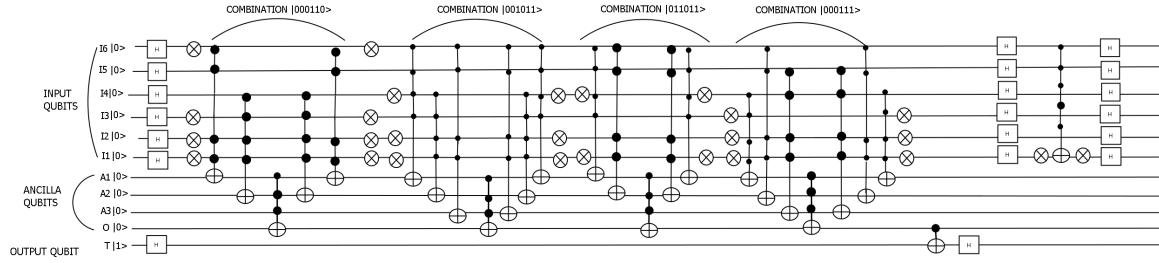 COMBINATION |000110>
COMBINATION |001011>
COMBINATION |011011>
COMBINATION |000111>
I6 |0> H H H
I5 |0> H H H
INPUT
QUBITS
I4|0> H H H
I3|0> H H H
I2 |0> H H H
I1|0> H H H
A1 |0>
ANCILLA
QUBITS
A2 |0>
A3|0>
O |0>
OUTPUT QUBIT
T |1> H H